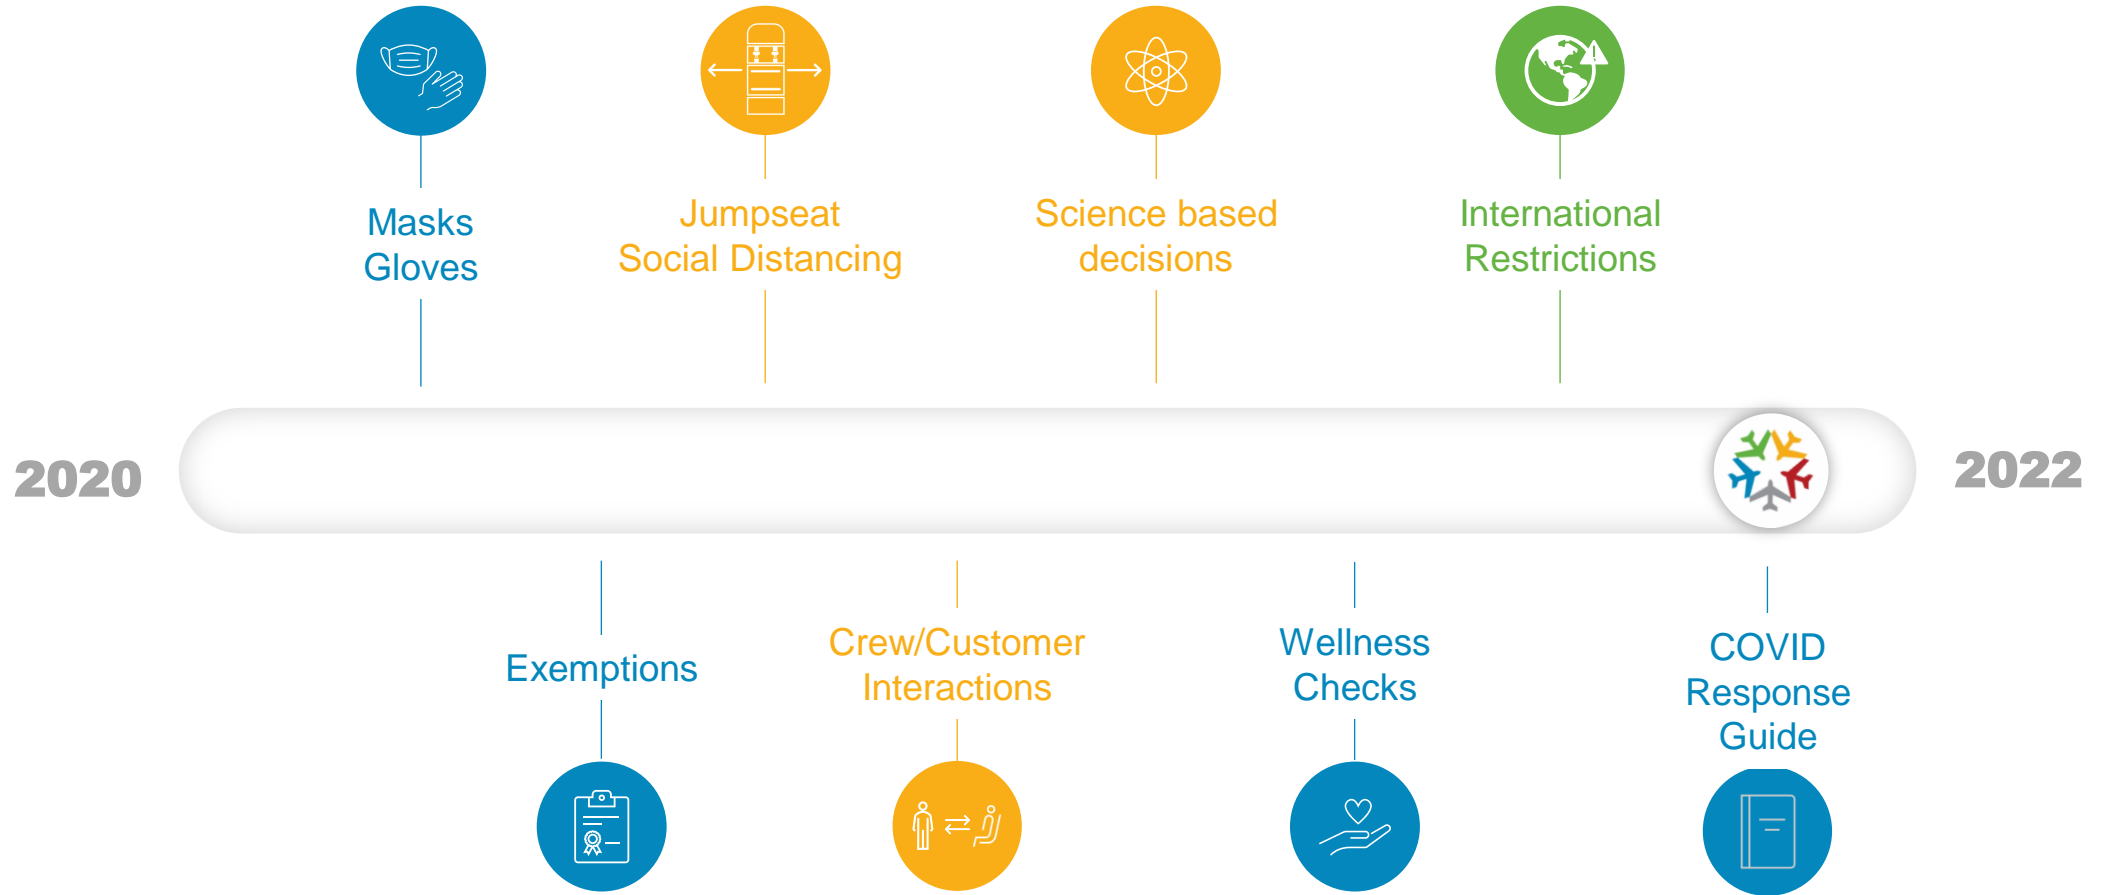 Masks
Gloves
Jumpseat
Social Distancing
Science based
decisions
International
Restrictions
2020
2022
Exemptions
Crew/Customer
Interactions
Wellness
Checks
COVID
Response
Guide